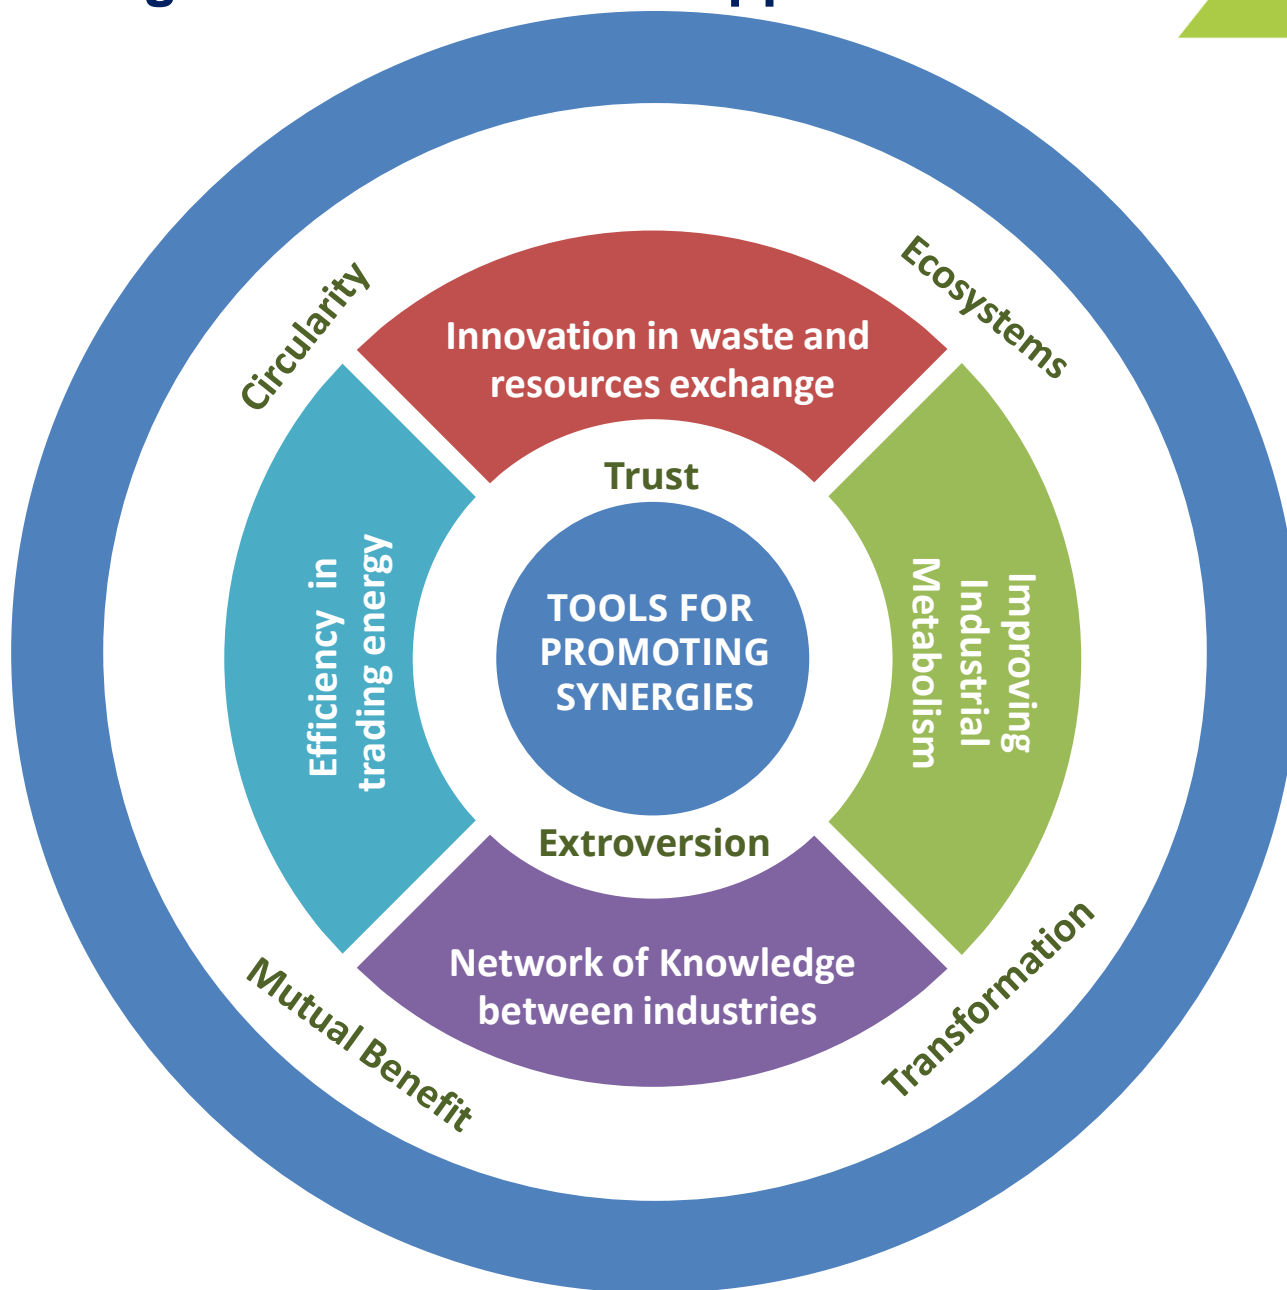 Circularity
Ecosystems
Innovation in waste and
resources exchange
Trust
Efficiency in
trading energy
TOOLS FOR
PROMOTING
SYNERGIES
Improving
Industrial
Metabolism
Extroversion
Network of Knowledge
between industries
Mutual Benefit
Transformation